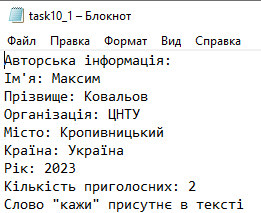 task10_1 – Блокнот
Файл Правка Формат Вид Справка
Авторська інформація:
Ім'я: Максим
Прізвище: Ковальов
Організація: ЦНТУ
Місто: Кропивницький
Країна: Україна
Рік: 2023
Кількість приголосних: 2
Слово "кажи" присутнє в тексті